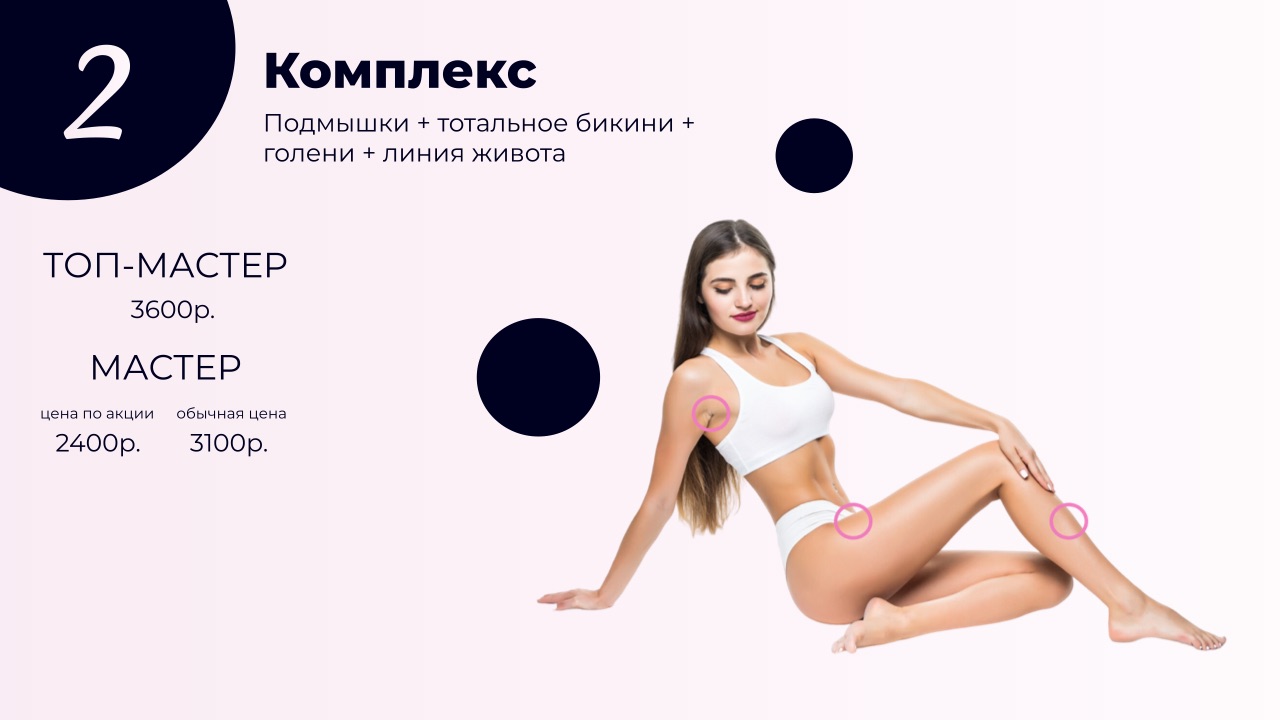 2
Комплекс
Подмышки + тотальное бикини +
голени + линия живота
ТОП-МАСТЕР
3600р.
МАСТЕР
цена по акции обычная цена
2400р. 3100р.